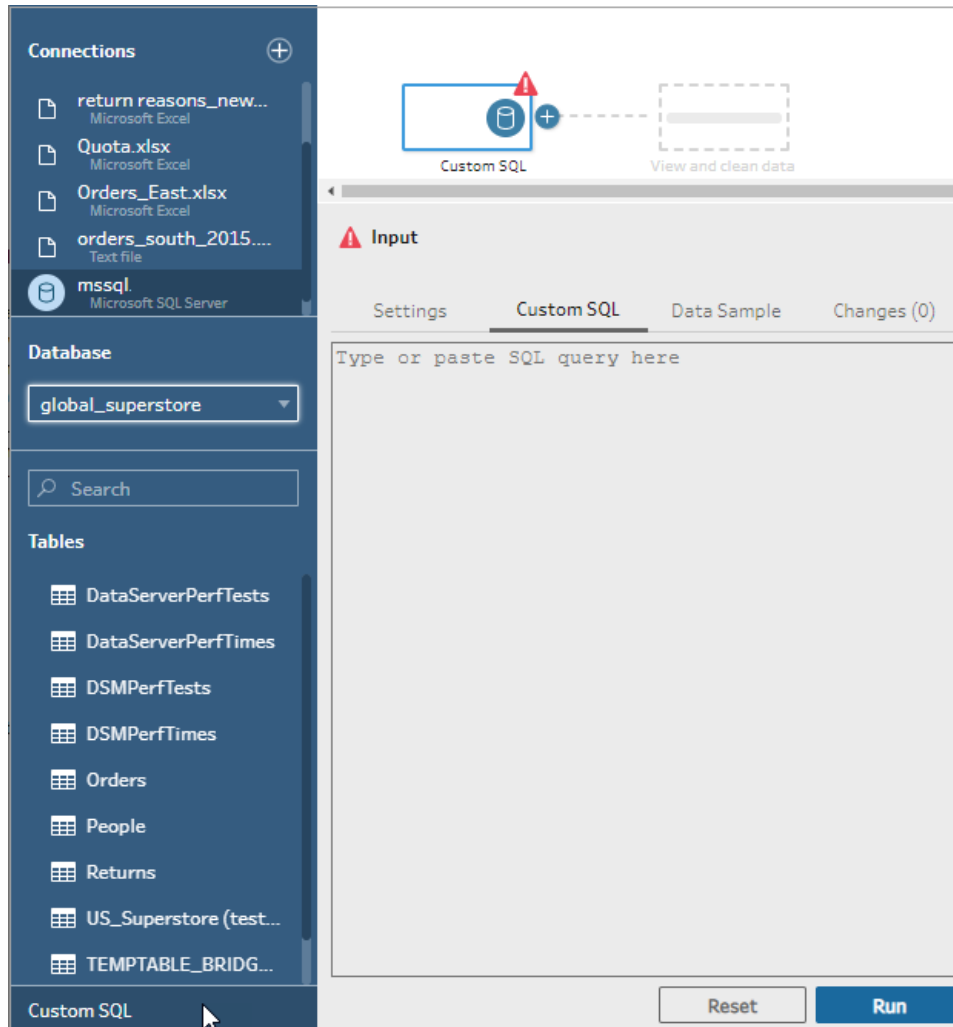 Connections
return reasons_new...
Microsoft Excel
Quota.xlsx
Microsoft Excel
Orders_East.xlsx
Microsoft Excel
orders_south_2015....
Text file
mssql.
Microsoft SQL Server
Database
global_superstore
Search
Tables
DataServerPerfTests
DataServerPerfTimes
DSMPerfTests
DSMPerfTimes
Orders
People
Returns
US_Superstore (test...
TEMPTABLE_BRIDG...
Custom SQL
Custom SQL
View and clean data
Input
Settings Custom SQL Data Sample Changes (0)
Type or paste SQL query here
Reset Run